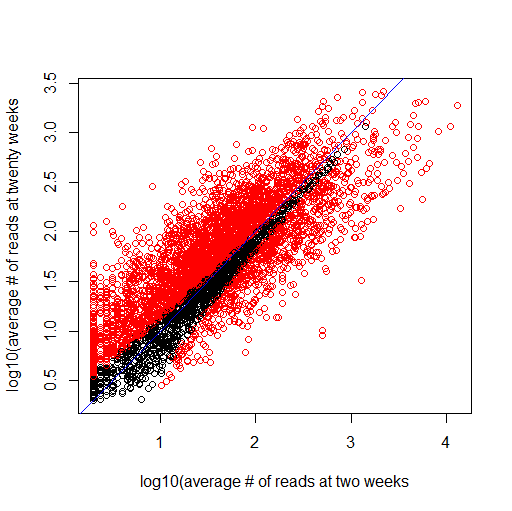 log10(average # of reads at twenty weeks
3.5
3.0
2.5
2.0
1.5
1.0
0.5
1 2 3 4
log10(average # of reads at two weeks